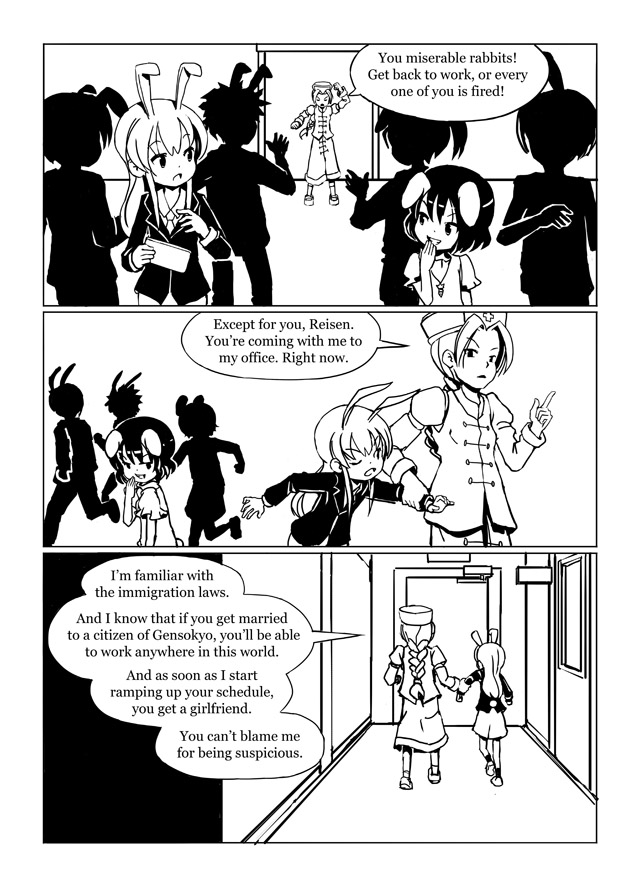 You miserable rabbits!
Get back to work, or every
one of you is fired!
Except for you, Reisen.
You’re coming with me to
my office. Right now.
I’m familiar with
the immigration laws.
And I know that if you get married
to a citizen of Gensokyo, you’ll be able
to work anywhere in this world.
And as soon as I start
ramping up your schedule,
you get a girlfriend.
You can’t blame me
for being suspicious.